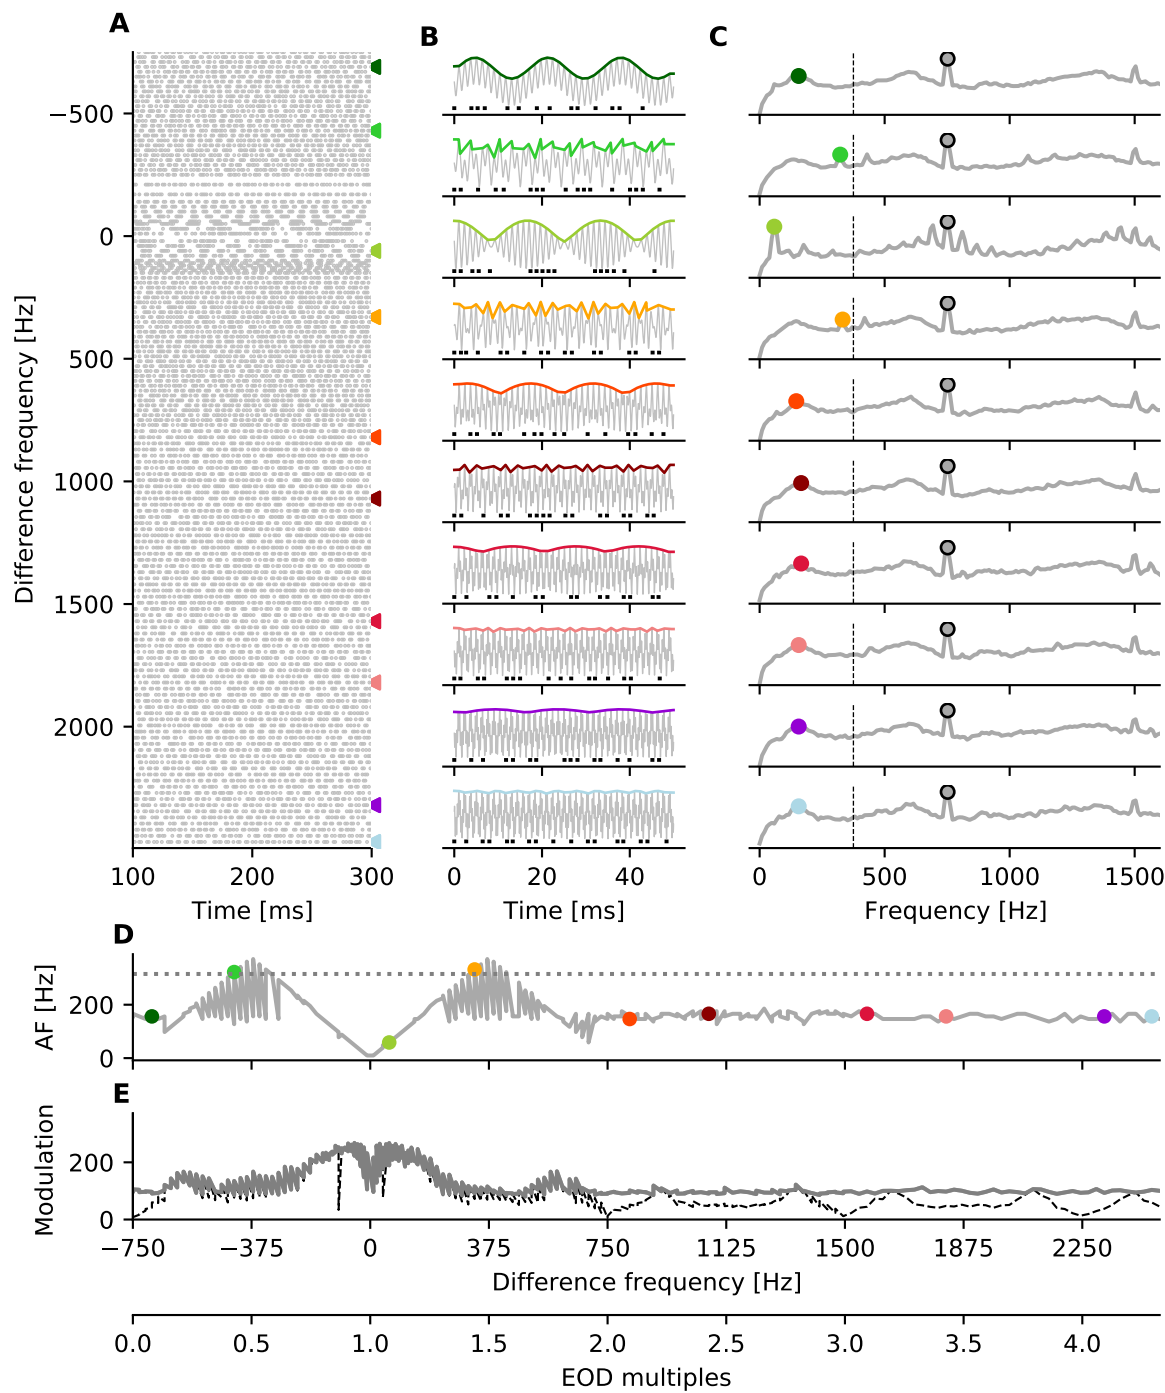 A
B
C
Difference frequency [Hz]
−500
0
500
1000
1500
2000
100
200
300
Time [ms]
0
20
40
Time [ms]
0
500
1000
1500
Frequency [Hz]
D
AF [Hz]
200
0
E
Modulation
200
0
−750
−375
0
375
750
1125
1500
1875
2250
Difference frequency [Hz]
0.0
0.5
1.0
1.5
2.0
2.5
3.0
3.5
4.0
EOD multiples